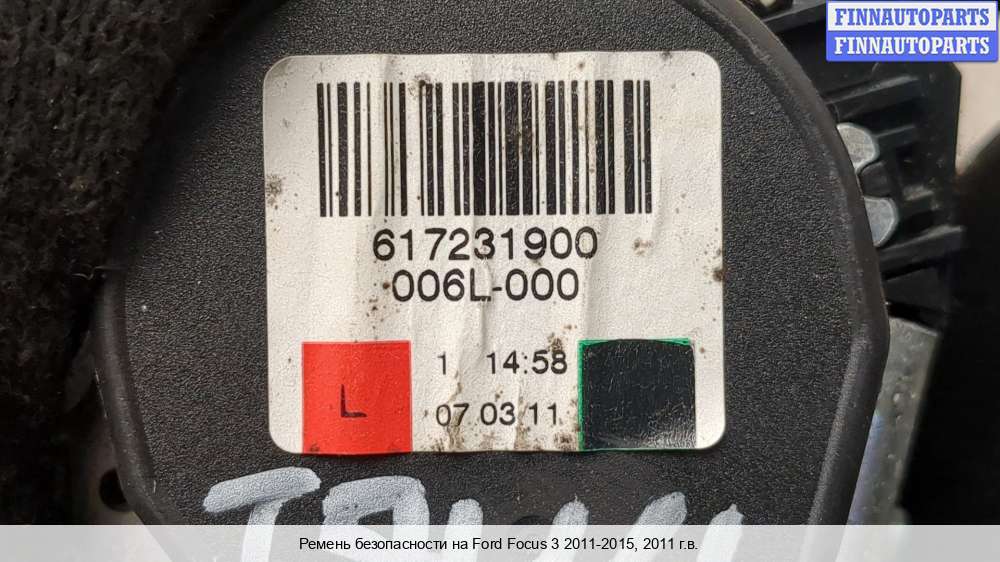 FINNAUTOPARTS
FINNAUTOPARTS
617231900
006L-000
1 14:58
L
07 03 11
Ремень безопасности на Ford Focus 3 2011-2015, 2011 г.в.